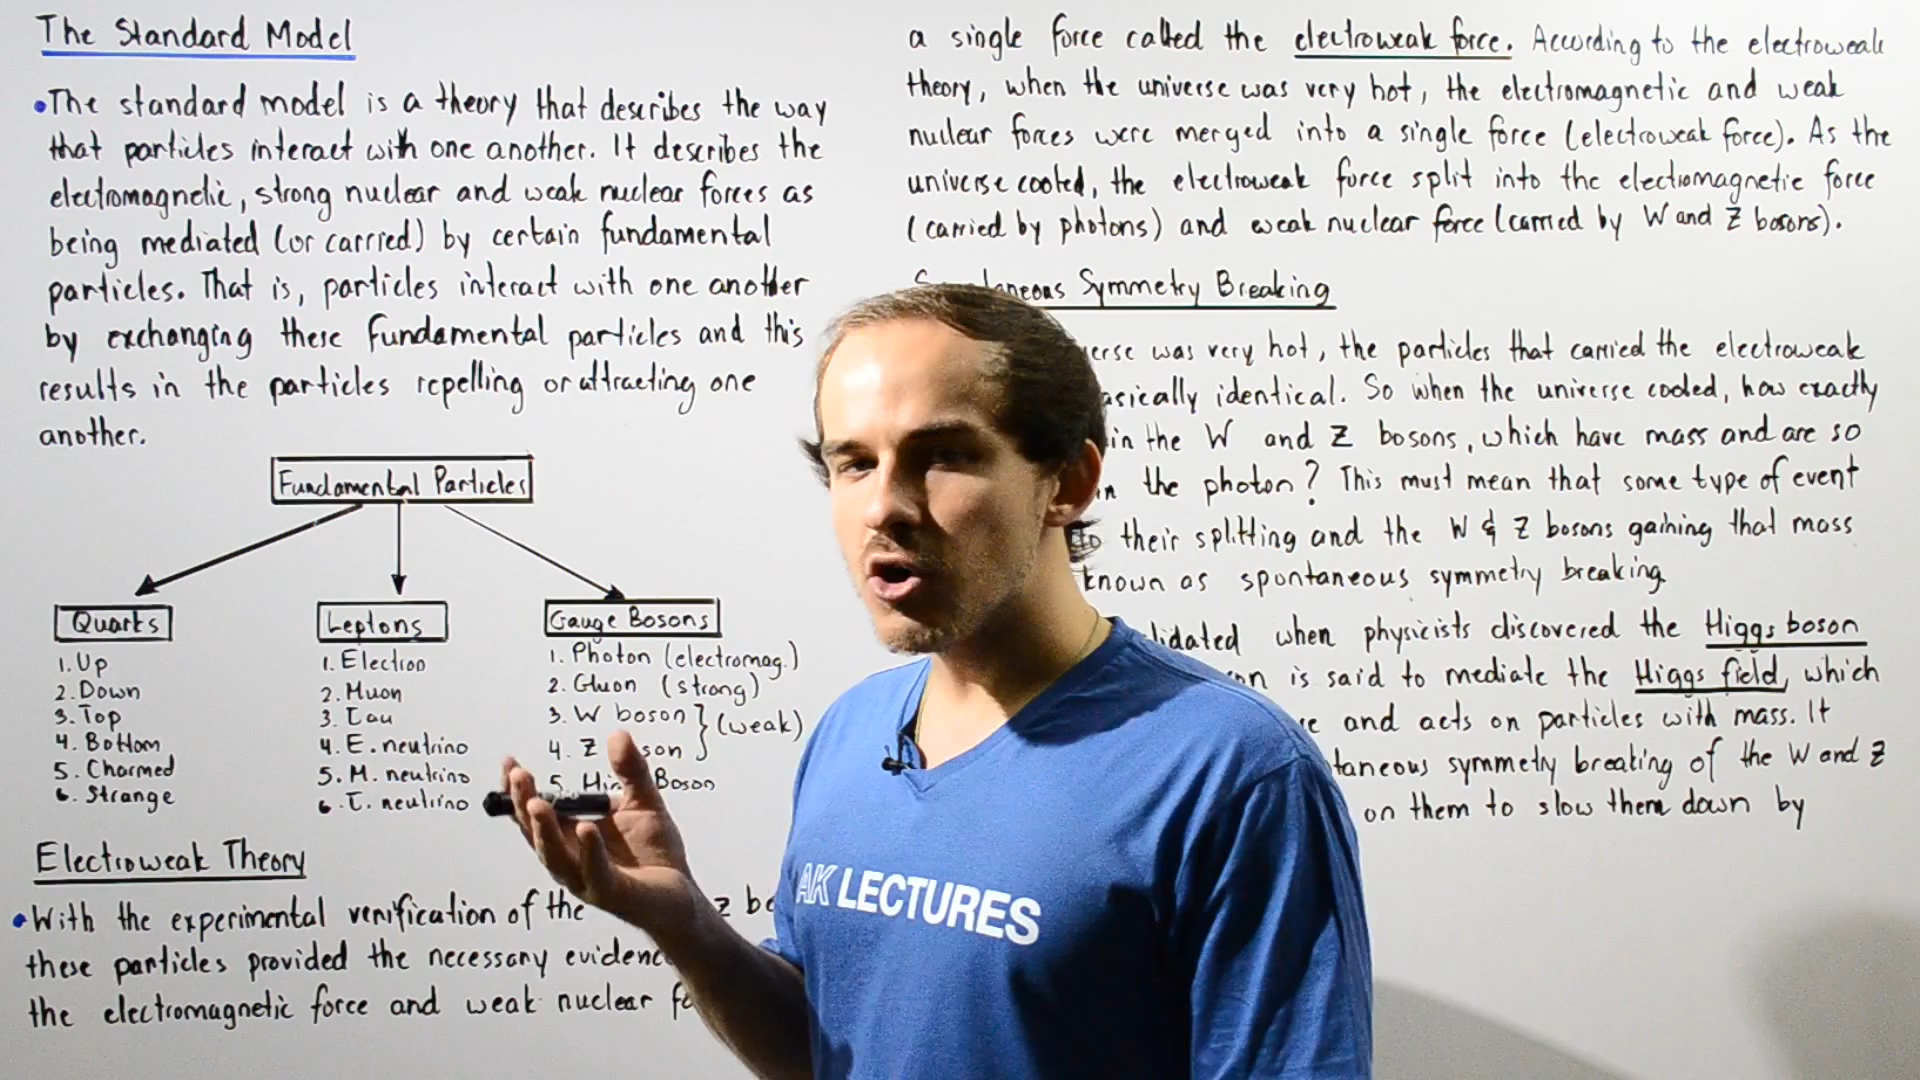 The Standard Model
•The standard model is a theory that describes the way
that particles interact with one another. It describes the
electromagnetic, strong nuclear and weak nuclear forces as
being mediated (or carried) by certain fundamental
particles. That is, particles interact with one another
by exchanging these fundamental particles and this
results in the particles repelling or attracting one
another.
Fundamental Particles
Quarks
1. Up
2. Down
3. Top
4. Bottom
5. Charmed
6. Strange
Leptons
1. Electron
2. Muon
3. Tau
4. E. neutrino
5. M. neutrino
6. T. neutrino
Gauge Bosons
1. Photon (electromag.)
2. Gluon (strong)
3. W boson } (weak)
4. Z
5. Boson
Electroweak Theory
•With the experimental verification of the Z
these particles provided the necessary
the electromagnetic force and weak nuclear
a single force called the electroweak force. According to the electroweak
theory, when the universe was very hot, the electromagnetic and weak
nuclear forces were merged into a single force (electroweak force). As the
universe cooled, the electroweak force split into the electromagnetic force
(carried by photons) and weak nuclear force (carried by W and Z bosons).
Symmetry Breaking
was very hot, the particles that carried the electroweak
identical. So when the universe cooled, how exactly
in the W and Z bosons, which have mass and are so
the photon? This must mean that some type of event
to their splitting and the W & Z bosons gaining that mass
known as spontaneous symmetry breaking.
when physicists discovered the Higgs boson
is said to mediate the Higgs field, which
and acts on particles with mass. It
symmetry breaking of the W and Z
on them to slow them down by
AK LECTURES